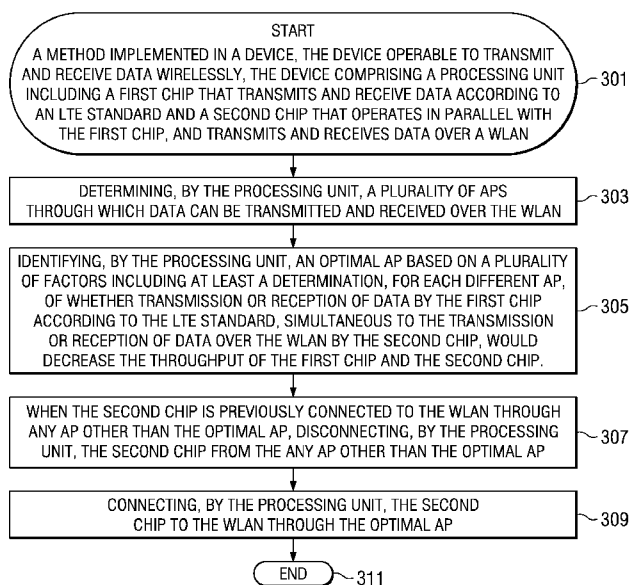 START
A METHOD IMPLEMENTED IN A DEVICE, THE DEVICE OPERABLE TO TRANSMIT
AND RECEIVE DATA WIRELESSLY, THE DEVICE COMPRISING A PROCESSING UNIT
INCLUDING A FIRST CHIP THAT TRANSMITS AND RECEIVE DATA ACCORDING TO
AN LTE STANDARD AND A SECOND CHIP THAT OPERATES IN PARALLEL WITH
THE FIRST CHIP, AND TRANSMITS AND RECEIVES DATA OVER A WLAN
301
DETERMINING, BY THE PROCESSING UNIT, A PLURALITY OF APS
THROUGH WHICH DATA CAN BE TRANSMITTED AND RECEIVED OVER THE WLAN
303
IDENTIFYING, BY THE PROCESSING UNIT, AN OPTIMAL AP BASED ON A PLURALITY
OF FACTORS INCLUDING AT LEAST A DETERMINATION, FOR EACH DIFFERENT AP,
OF WHETHER TRANSMISSION OR RECEPTION OF DATA BY THE FIRST CHIP
ACCORDING TO THE LTE STANDARD, SIMULTANEOUS TO THE TRANSMISSION
OR RECEPTION OF DATA OVER THE WLAN BY THE SECOND CHIP, WOULD
DECREASE THE THROUGHPUT OF THE FIRST CHIP AND THE SECOND CHIP.
305
WHEN THE SECOND CHIP IS PREVIOUSLY CONNECTED TO THE WLAN THROUGH
ANY AP OTHER THAN THE OPTIMAL AP, DISCONNECTING, BY THE PROCESSING
UNIT, THE SECOND CHIP FROM THE ANY AP OTHER THAN THE OPTIMAL AP
307
CONNECTING, BY THE PROCESSING UNIT, THE SECOND
CHIP TO THE WLAN THROUGH THE OPTIMAL AP
309
END
311